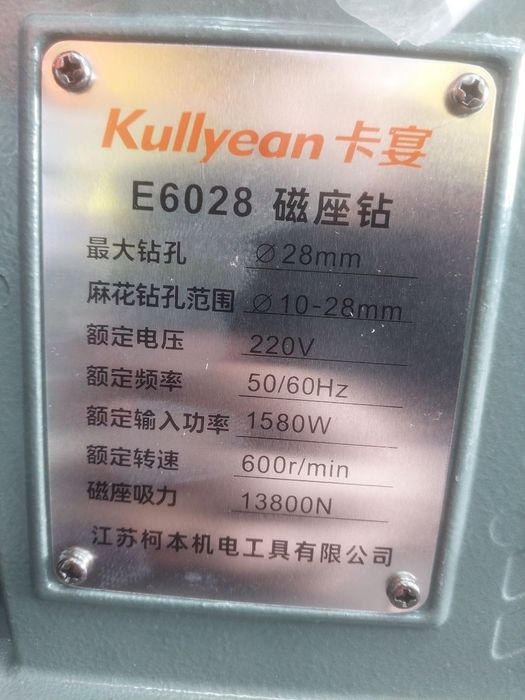 Kullyean 卡宴
E6028 磁座钻
最大钻孔 ∅28mm
麻花钻孔范围 ∅10-28mm
额定电压 220V
额定频率 50/60Hz
额定输入功率 1580W
额定转速 600r/min
磁座吸力 13800N
江苏柯本机电工具有限公司